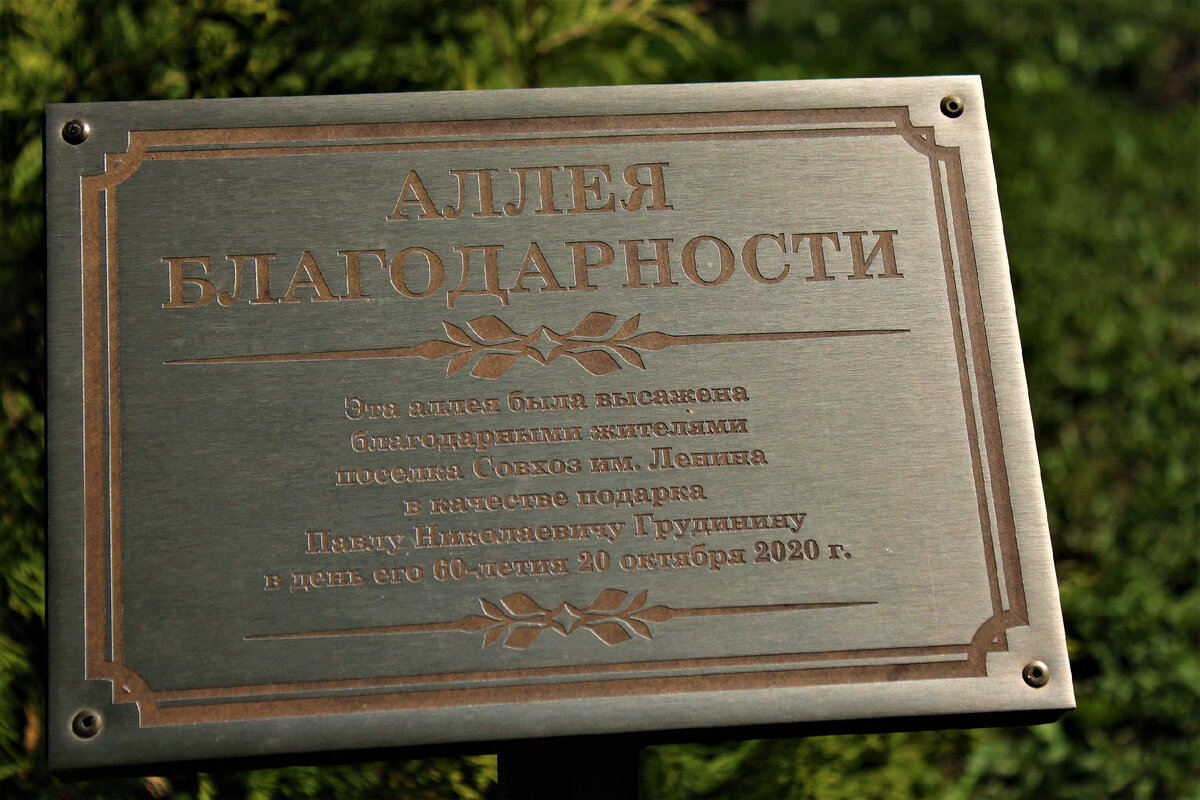 АЛЛЕЯ
БЛАГОДАРНОСТИ
Эта аллея была высажена
благодарными жителями
поселка Совхоз им. Ленина
в качестве подарка
Павлу Николаевичу Грудинину
в день его 60-летия 20 октября 2020 г.